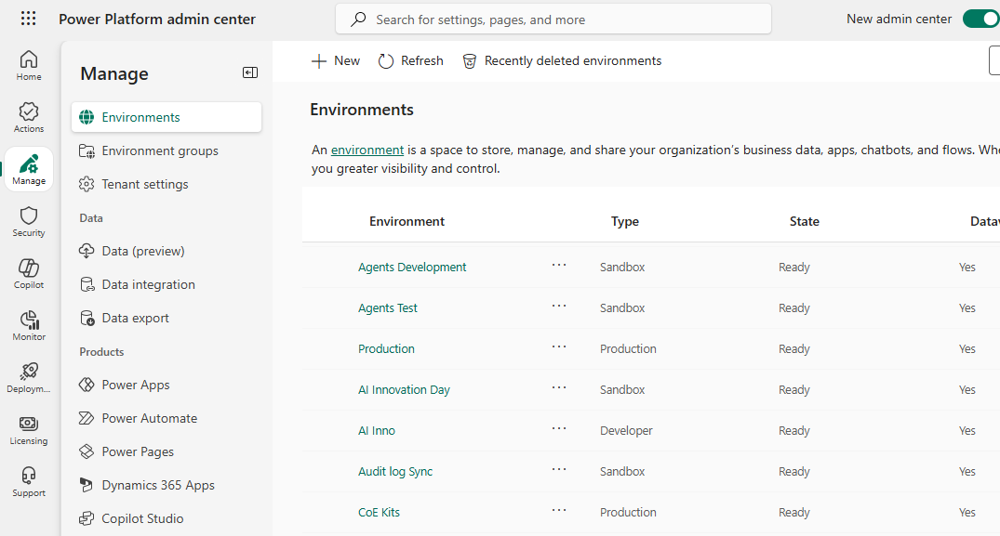 Power Platform admin center
Search for settings, pages, and more
New admin center
Home
Actions
Manage
Security
Copilot
Monitor
Deploym...
Licensing
Support
Manage
Environments
Environment groups
Tenant settings
Data
Data (preview)
Data integration
Data export
Products
Power Apps
Power Automate
Power Pages
Dynamics 365 Apps
Copilot Studio
New Refresh Recently deleted environments
Environments
An environment is a space to store, manage, and share your organization's business data, apps, chatbots, and flows. Whe
you greater visibility and control.
Environment Type State Datav
Agents Development ... Sandbox Ready Yes
Agents Test ... Sandbox Ready Yes
Production ... Production Ready Yes
AI Innovation Day ... Sandbox Ready Yes
AI Inno ... Developer Ready Yes
Audit log Sync ... Sandbox Ready Yes
CoE Kits ... Production Ready Yes